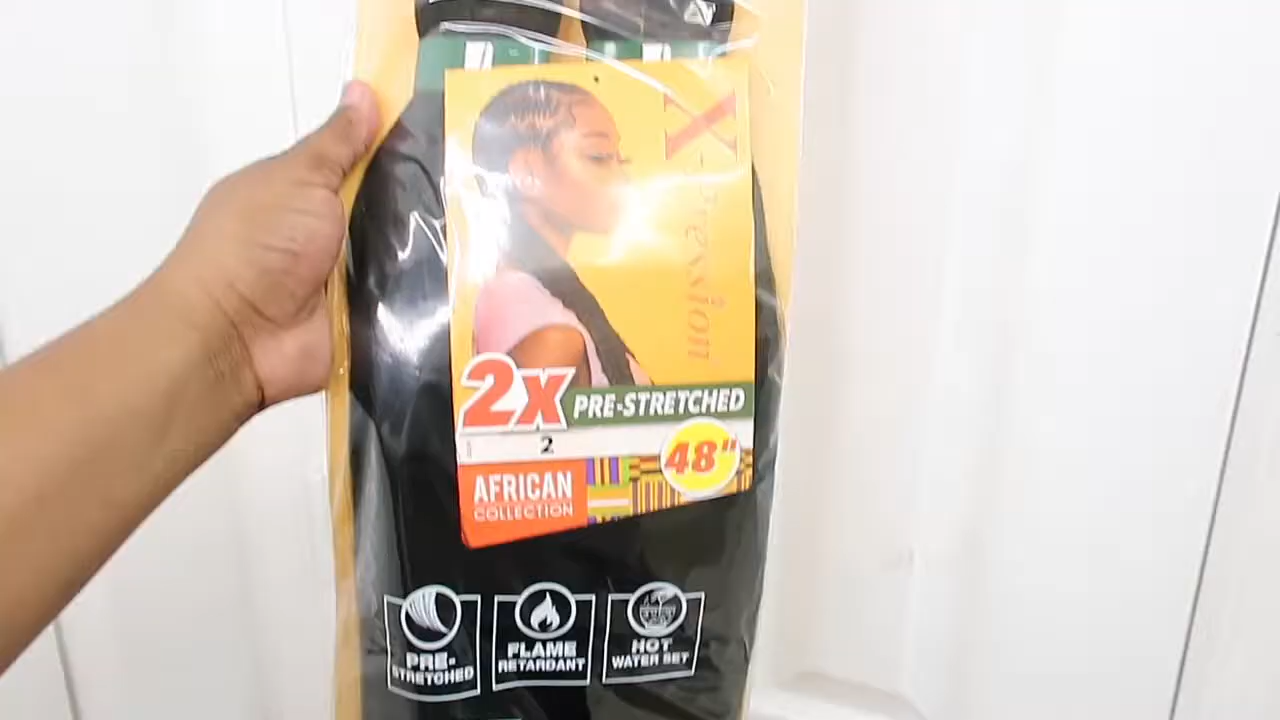 X-Pression
2X PRE-STRETCHED
2
48"
AFRICAN
COLLECTION
PRE-
STRETCHED
FLAME
RETARDANT
HOT
WATER SET